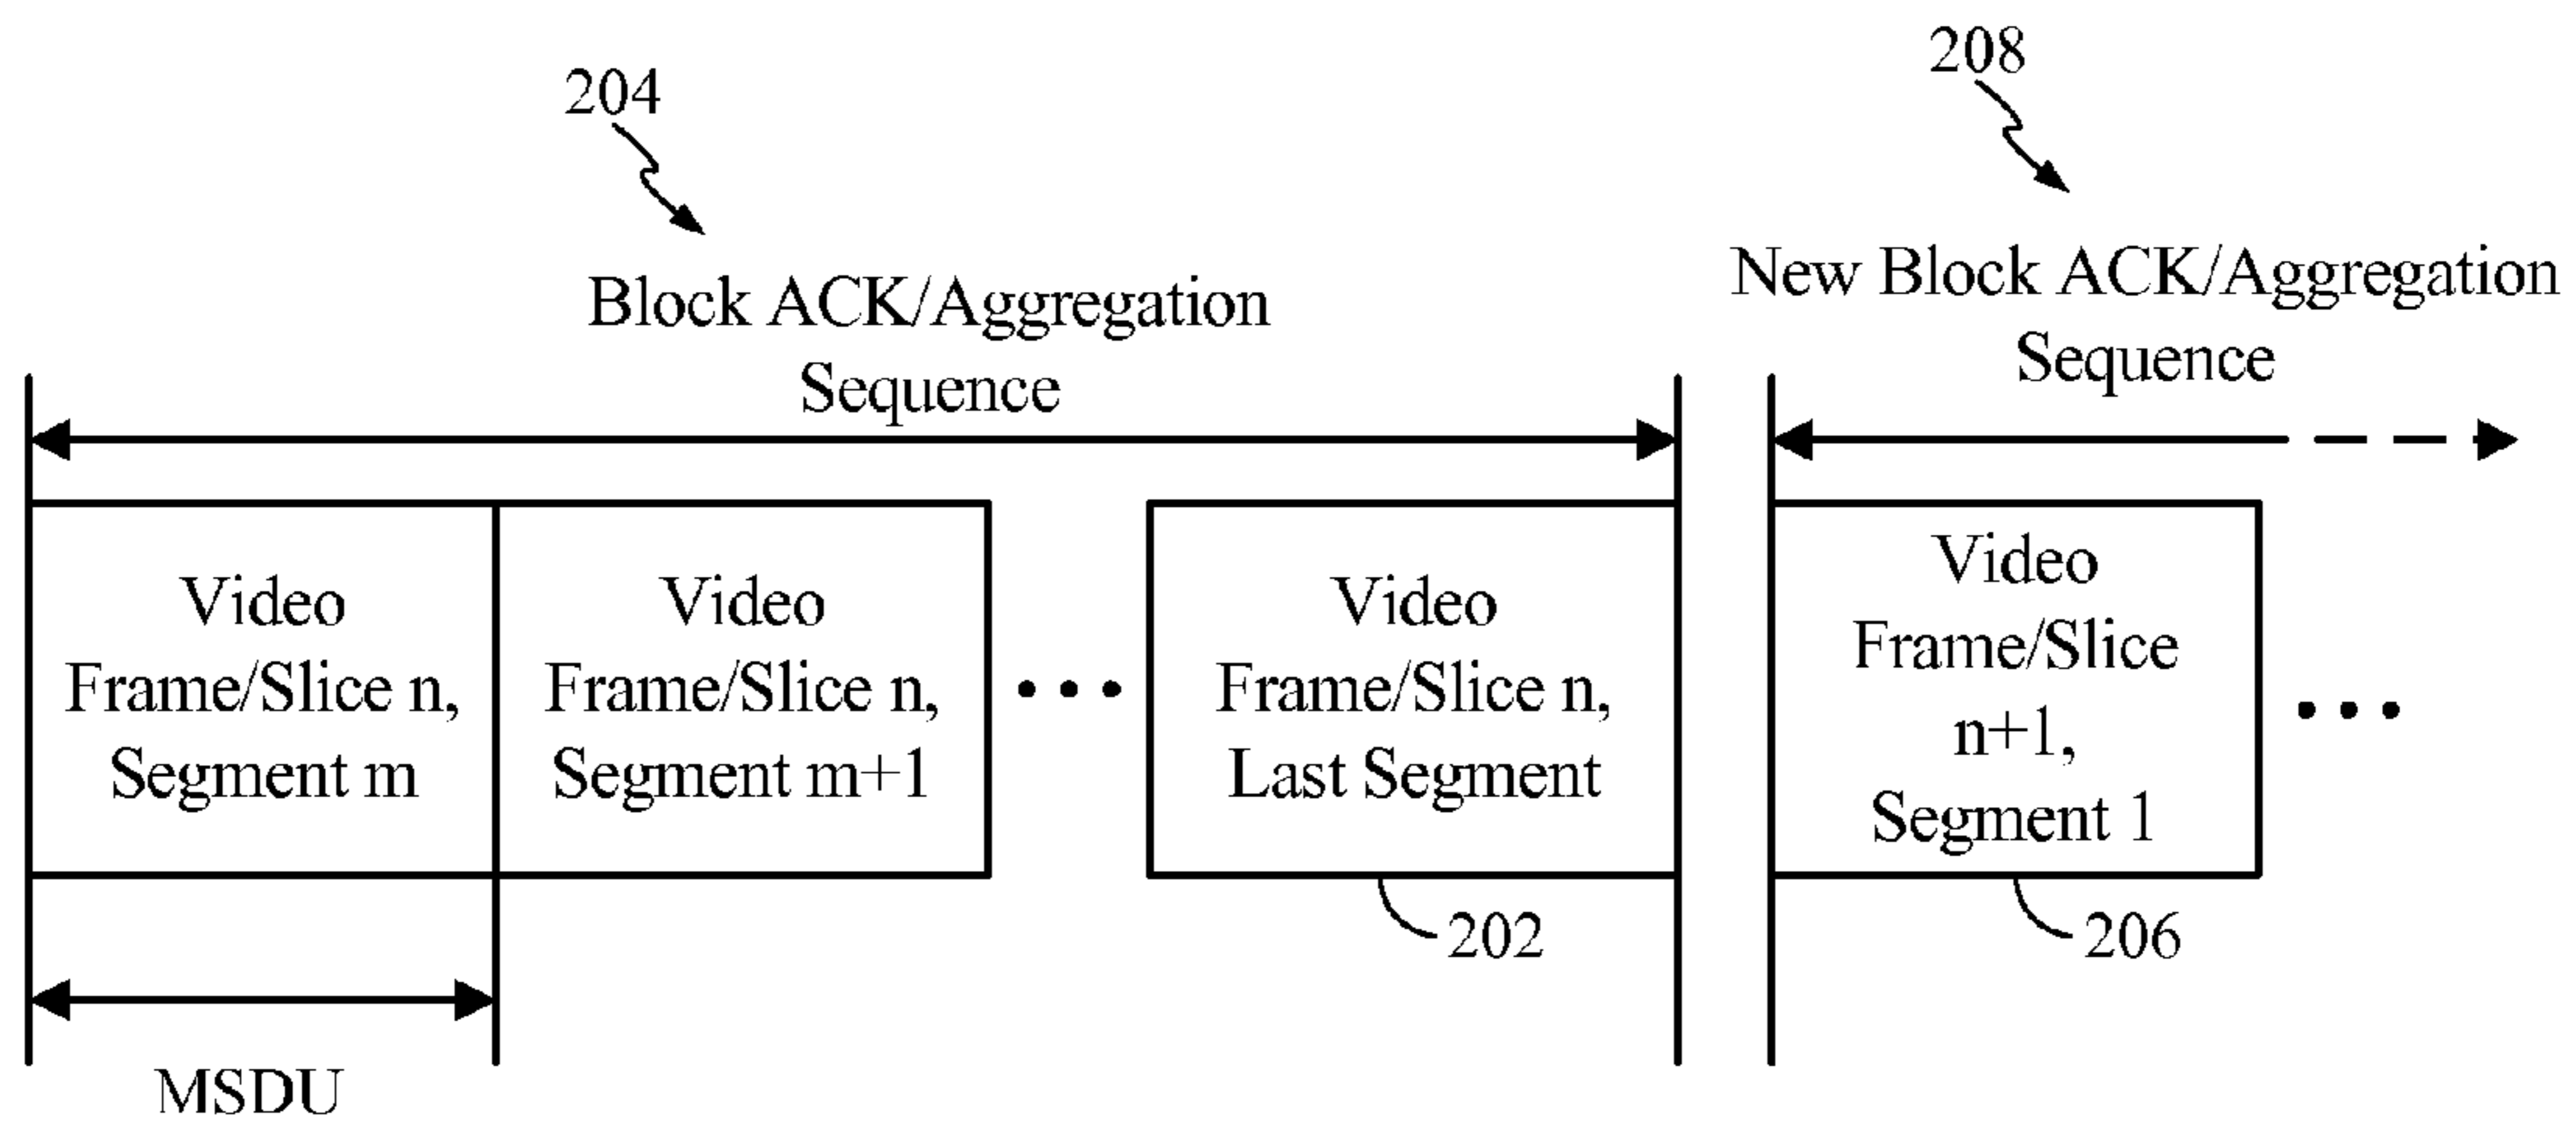 204
208
Block ACK/Aggregation
Sequence
New Block ACK/Aggregation
Sequence
Video
Frame/Slice n,
Segment m
Video
Frame/Slice n,
Segment m+1
• • •
Video
Frame/Slice n,
Last Segment
Video
Frame/Slice
n+1,
Segment 1
• • •
202
206
MSDU